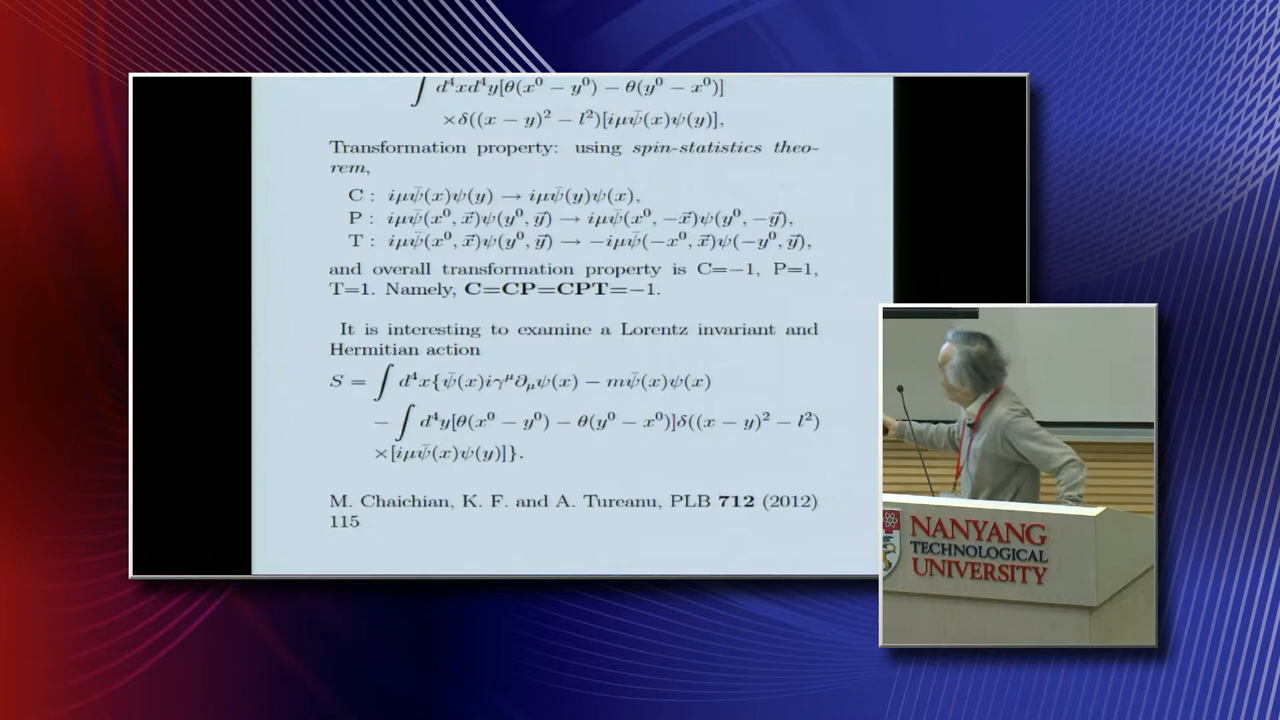 ∫ d⁴xd⁴y[θ(x⁰ − y⁰) − θ(y⁰ − x⁰)]
×δ((x − y)² − l²)[iμψ̄(x)ψ(y)],
Transformation property: using spin-statistics theo-
rem,
C : iμψ̄(x)ψ(y) → iμψ̄(y)ψ(x),
P : iμψ̄(x⁰, x⃗)ψ(y⁰, y⃗) → iμψ̄(x⁰, −x⃗)ψ(y⁰, −y⃗),
T : iμψ̄(x⁰, x⃗)ψ(y⁰, y⃗) → −iμψ̄(−x⁰, x⃗)ψ(−y⁰, y⃗),
and overall transformation property is C=−1, P=1,
T=1. Namely, C=CP=CPT=−1.
It is interesting to examine a Lorentz invariant and
Hermitian action
S = ∫ d⁴x{ψ̄(x)iγ^μ∂_μψ(x) − mψ̄(x)ψ(x)
− ∫ d⁴y[θ(x⁰ − y⁰) − θ(y⁰ − x⁰)]δ((x − y)² − l²)
×[iμψ̄(x)ψ(y)]}.
M. Chaichian, K. F. and A. Tureanu, PLB 712 (2012)
115
NANYANG
TECHNOLOGICAL
UNIVERSITY